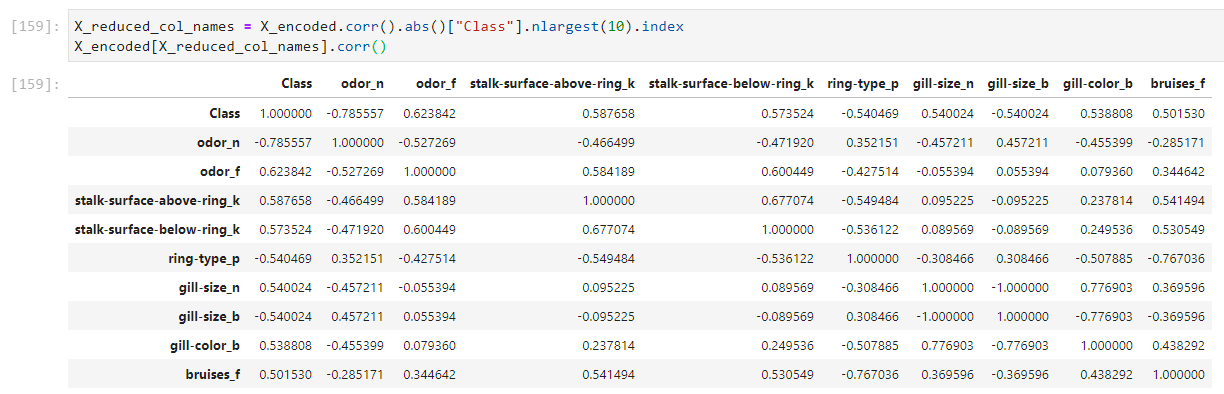 [159]: X_reduced_col_names = X_encoded.corr().abs()["Class"].nlargest(10).index
X_encoded[X_reduced_col_names].corr()
[159]: Class odor_n odor_f stalk-surface-above-ring_k stalk-surface-below-ring_k ring-type_p gill-size_n gill-size_b gill-color_b bruises_f
Class 1.000000 -0.785557 0.623842 0.587658 0.573524 -0.540469 0.540024 -0.540024 0.538808 0.501530
odor_n -0.785557 1.000000 -0.527269 -0.466499 -0.471920 0.352151 -0.457211 0.457211 -0.455399 -0.285171
odor_f 0.623842 -0.527269 1.000000 0.584189 0.600449 -0.427514 -0.055394 0.055394 0.079360 0.344642
stalk-surface-above-ring_k 0.587658 -0.466499 0.584189 1.000000 0.677074 -0.549484 0.095225 -0.095225 0.237814 0.541494
stalk-surface-below-ring_k 0.573524 -0.471920 0.600449 0.677074 1.000000 -0.536122 0.089569 -0.089569 0.249536 0.530549
ring-type_p -0.540469 0.352151 -0.427514 -0.549484 -0.536122 1.000000 -0.308466 0.308466 -0.507885 -0.767036
gill-size_n 0.540024 -0.457211 -0.055394 0.095225 0.089569 -0.308466 1.000000 -1.000000 0.776903 0.369596
gill-size_b -0.540024 0.457211 0.055394 -0.095225 -0.089569 0.308466 -1.000000 1.000000 -0.776903 -0.369596
gill-color_b 0.538808 -0.455399 0.079360 0.237814 0.249536 -0.507885 0.776903 -0.776903 1.000000 0.438292
bruises_f 0.501530 -0.285171 0.344642 0.541494 0.530549 -0.767036 0.369596 -0.369596 0.438292 1.000000